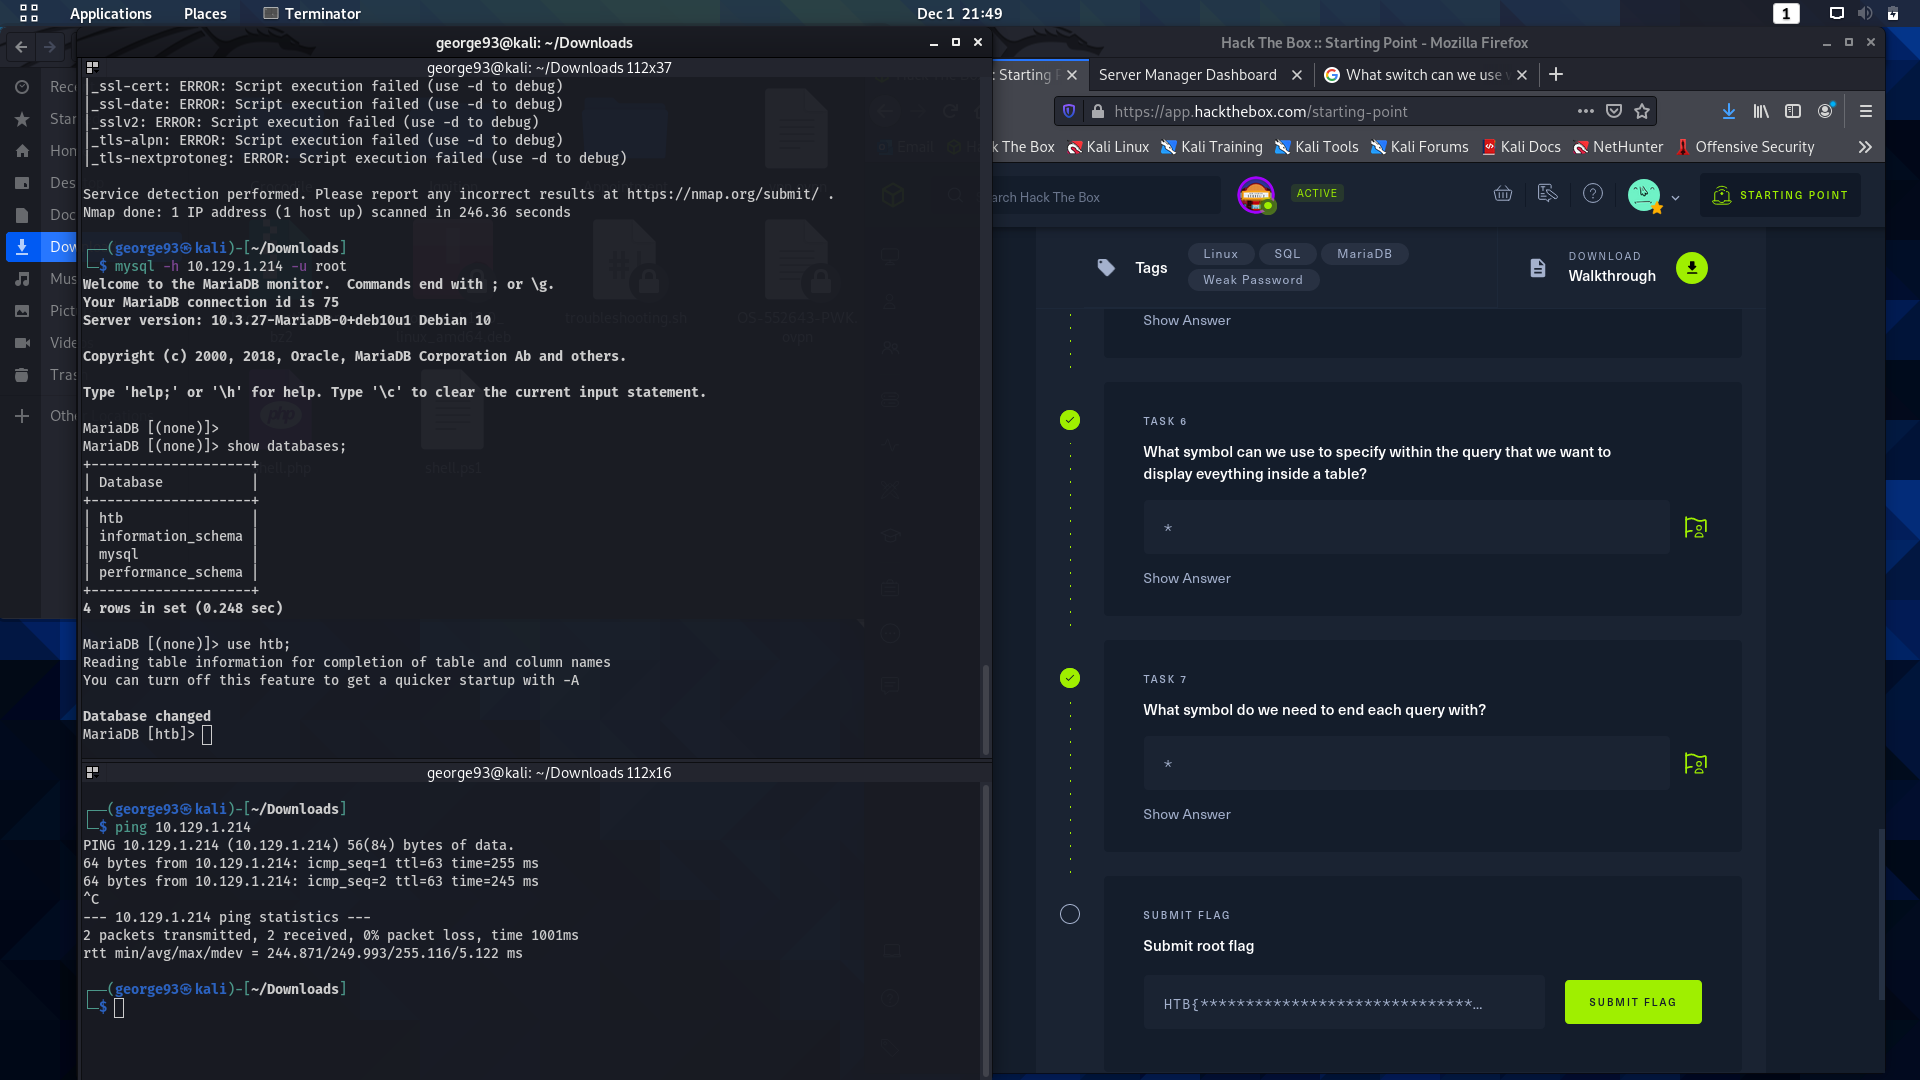 Applications Places Terminator Dec 1 21:49 1
george93@kali: ~/Downloads
george93@kali: ~/Downloads 112x37
|_ssl-cert: ERROR: Script execution failed (use -d to debug)
|_ssl-date: ERROR: Script execution failed (use -d to debug)
|_sslv2: ERROR: Script execution failed (use -d to debug)
|_tls-alpn: ERROR: Script execution failed (use -d to debug)
|_tls-nextprotoneg: ERROR: Script execution failed (use -d to debug)
Service detection performed. Please report any incorrect results at https://nmap.org/submit/ .
Nmap done: 1 IP address (1 host up) scanned in 246.36 seconds
┌──(george93㉿kali)-[~/Downloads]
└─$ mysql -h 10.129.1.214 -u root
Welcome to the MariaDB monitor.  Commands end with ; or \g.
Your MariaDB connection id is 75
Server version: 10.3.27-MariaDB-0+deb10u1 Debian 10
Copyright (c) 2000, 2018, Oracle, MariaDB Corporation Ab and others.
Type 'help;' or '\h' for help. Type '\c' to clear the current input statement.
MariaDB [(none)]>
MariaDB [(none)]> show databases;
+--------------------+
| Database           |
+--------------------+
| htb                |
| information_schema |
| mysql              |
| performance_schema |
+--------------------+
4 rows in set (0.248 sec)
MariaDB [(none)]> use htb;
Reading table information for completion of table and column names
You can turn off this feature to get a quicker startup with -A
Database changed
MariaDB [htb]>
george93@kali: ~/Downloads 112x16
┌──(george93㉿kali)-[~/Downloads]
└─$ ping 10.129.1.214
PING 10.129.1.214 (10.129.1.214) 56(84) bytes of data.
64 bytes from 10.129.1.214: icmp_seq=1 ttl=63 time=255 ms
64 bytes from 10.129.1.214: icmp_seq=2 ttl=63 time=245 ms
^C
--- 10.129.1.214 ping statistics ---
2 packets transmitted, 2 received, 0% packet loss, time 1001ms
rtt min/avg/max/mdev = 244.871/249.993/255.116/5.122 ms
┌──(george93㉿kali)-[~/Downloads]
└─$
Hack The Box :: Starting Point - Mozilla Firefox
: Starting Server Manager Dashboard What switch can we use
https://app.hackthebox.com/starting-point
The Box Kali Linux Kali Training Kali Tools Kali Forums Kali Docs NetHunter Offensive Security
Hack The Box ACTIVE STARTING POINT
Tags Linux SQL MariaDB
Weak Password
DOWNLOAD
Walkthrough
Show Answer
TASK 6
What symbol can we use to specify within the query that we want to
display eveything inside a table?
*
Show Answer
TASK 7
What symbol do we need to end each query with?
*
Show Answer
SUBMIT FLAG
Submit root flag
HTB{******************************…
SUBMIT FLAG